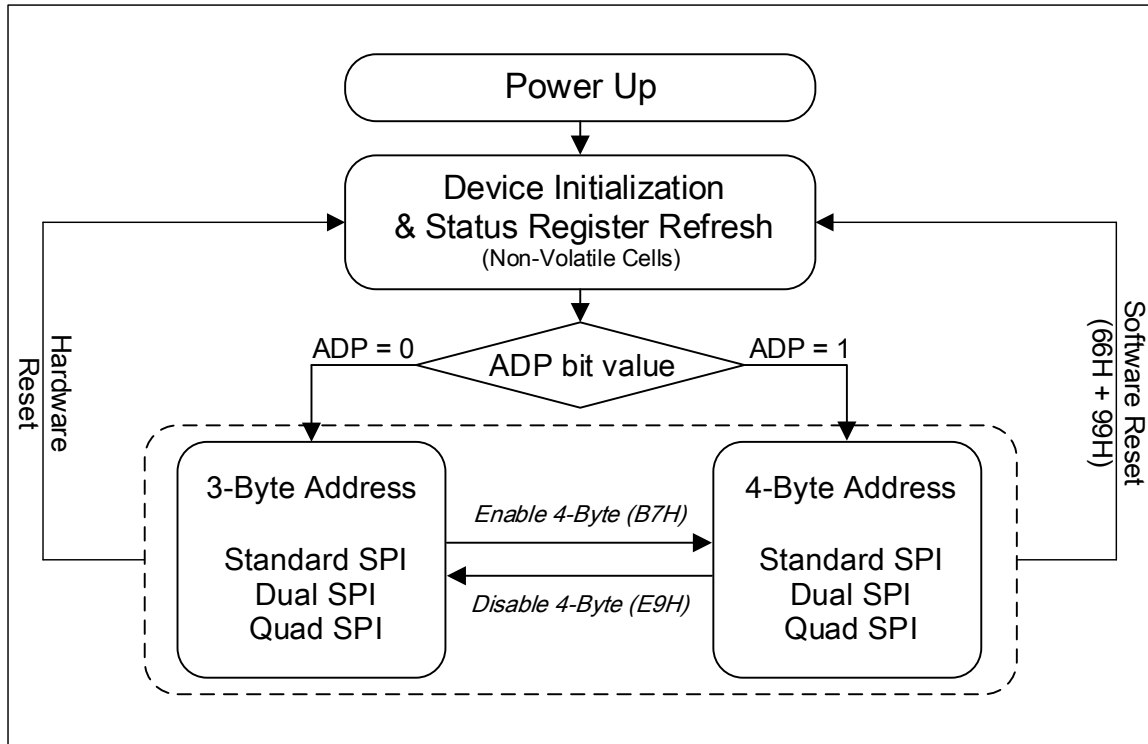 Power Up
Device Initialization
& Status Register Refresh
(Non-Volatile Cells)
ADP = 0
ADP bit value
ADP = 1
Hardware
Reset
Software Reset
(66H + 99H)
3-Byte Address
Standard SPI
Dual SPI
Quad SPI
Enable 4-Byte (B7H)
Disable 4-Byte (E9H)
4-Byte Address
Standard SPI
Dual SPI
Quad SPI